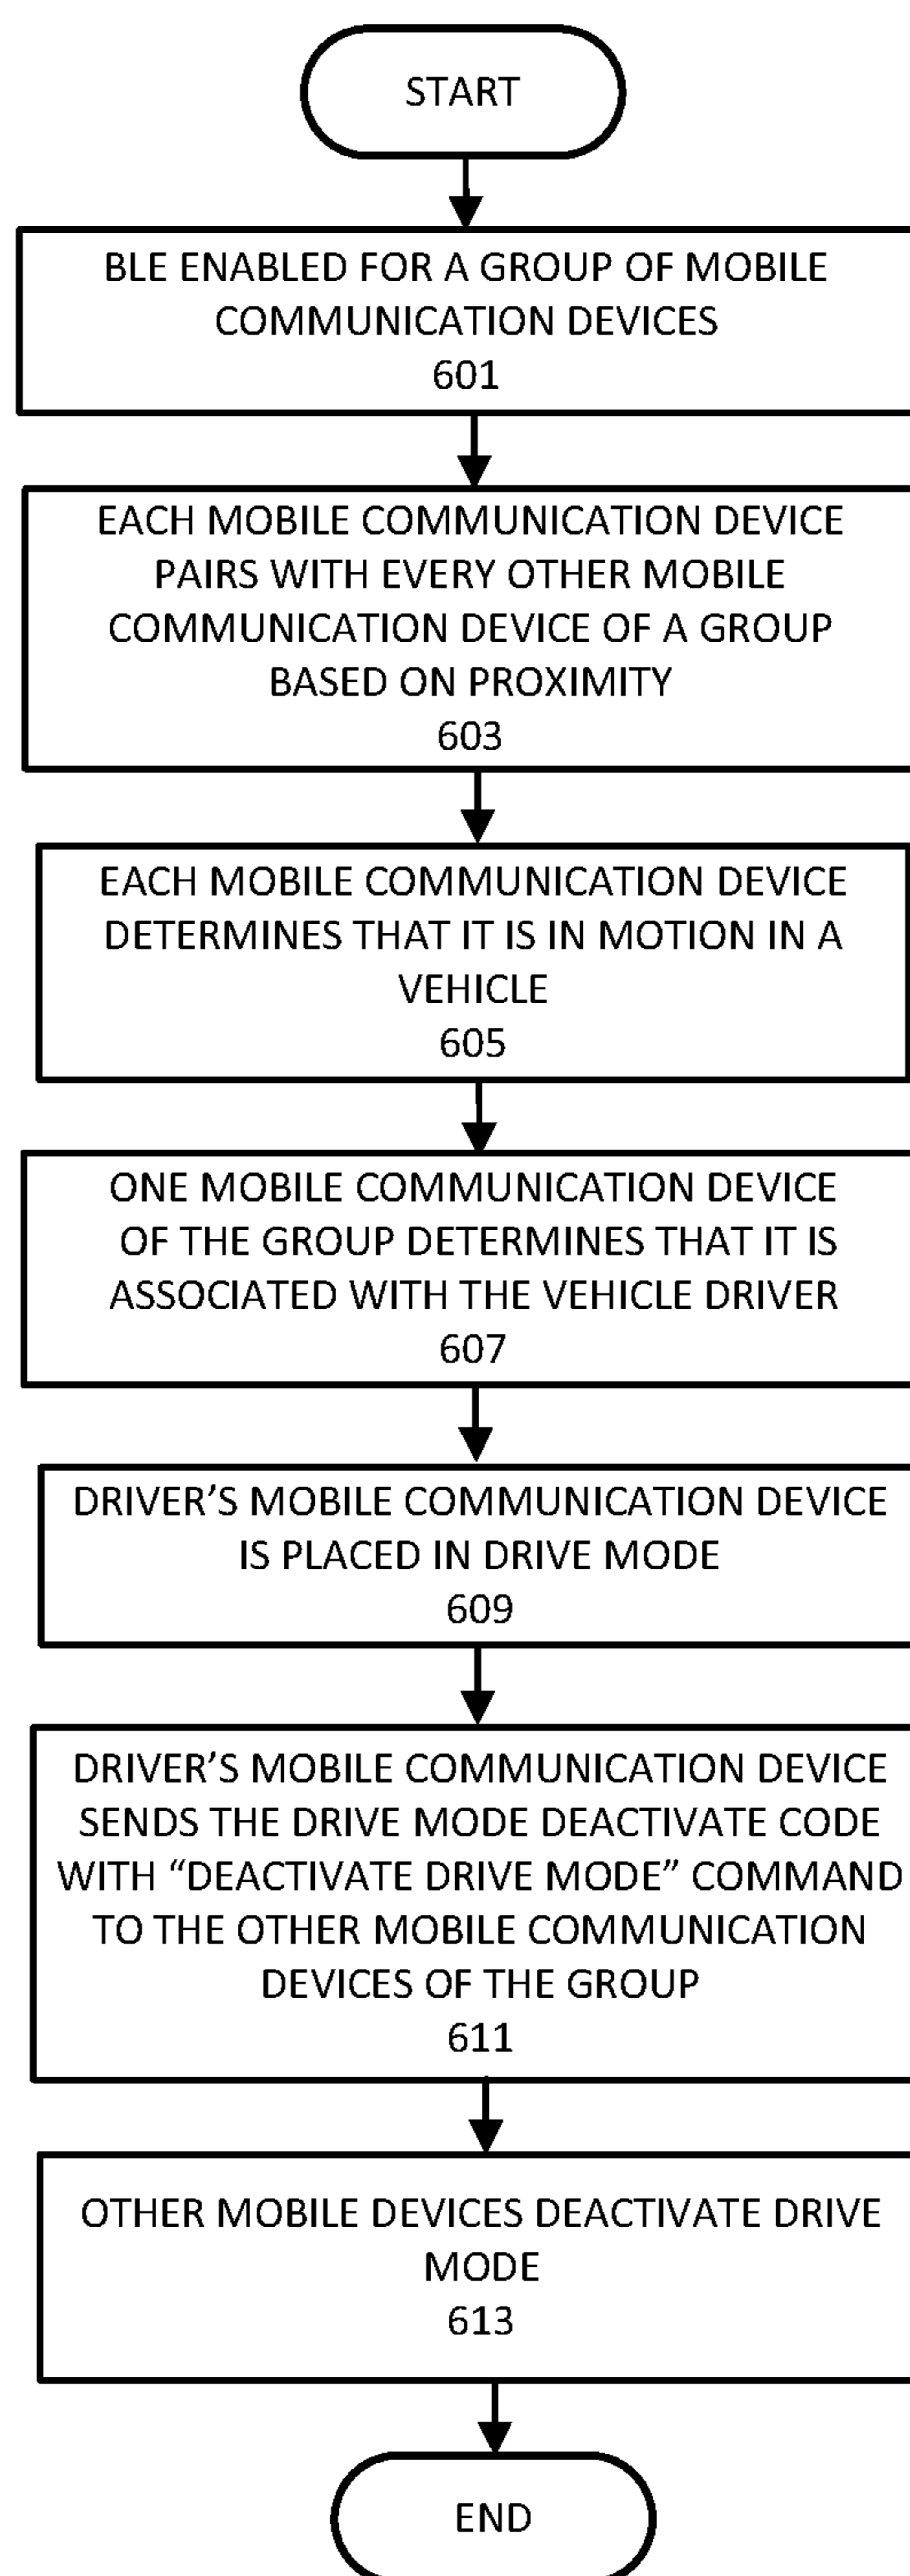 START
BLE ENABLED FOR A GROUP OF MOBILE
COMMUNICATION DEVICES
601
EACH MOBILE COMMUNICATION DEVICE
PAIRS WITH EVERY OTHER MOBILE
COMMUNICATION DEVICE OF A GROUP
BASED ON PROXIMITY
603
EACH MOBILE COMMUNICATION DEVICE
DETERMINES THAT IT IS IN MOTION IN A
VEHICLE
605
ONE MOBILE COMMUNICATION DEVICE
OF THE GROUP DETERMINES THAT IT IS
ASSOCIATED WITH THE VEHICLE DRIVER
607
DRIVER’S MOBILE COMMUNICATION DEVICE
IS PLACED IN DRIVE MODE
609
DRIVER’S MOBILE COMMUNICATION DEVICE
SENDS THE DRIVE MODE DEACTIVATE CODE
WITH “DEACTIVATE DRIVE MODE” COMMAND
TO THE OTHER MOBILE COMMUNICATION
DEVICES OF THE GROUP
611
OTHER MOBILE DEVICES DEACTIVATE DRIVE
MODE
613
END